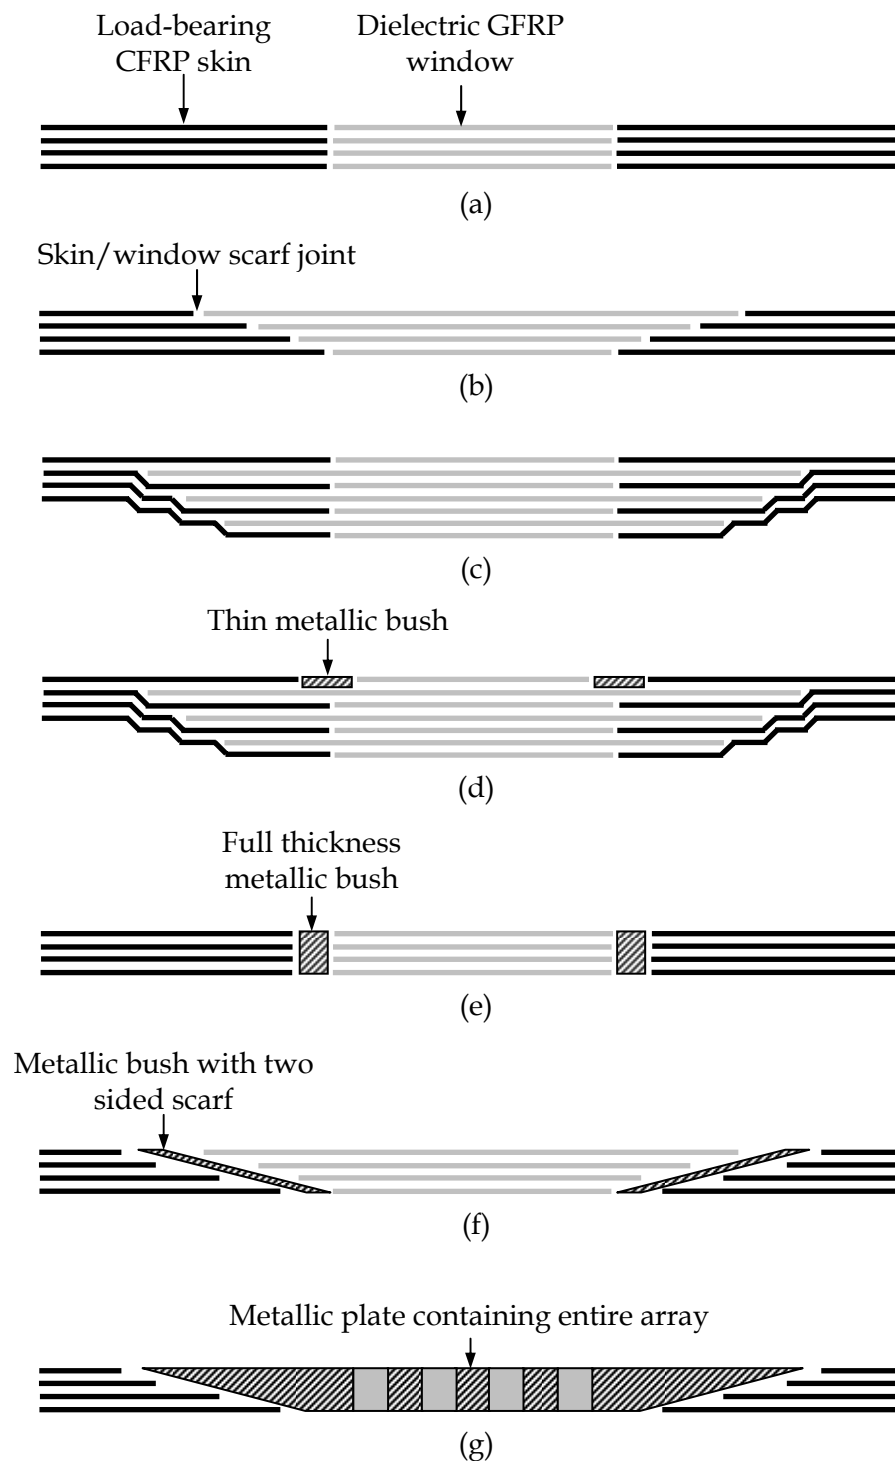 Load-bearing
CFRP skin
Dielectric GFRP
window
(a)
Skin/window scarf joint
(b)
(c)
Thin metallic bush
(d)
Full thickness
metallic bush
(e)
Metallic bush with two
sided scarf
(f)
Metallic plate containing entire array
(g)